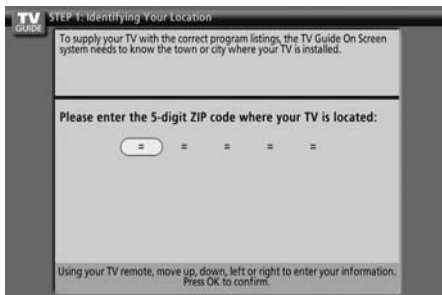 TV
GUIDE
STEP 1: Identifying Your Location
To supply your TV with the correct program listings, the TV Guide On Screen
system needs to know the town or city where your TV is installed.
Please enter the 5-digit ZIP code where your TV is located:
= = = = =
Using your TV remote, move up, down, left or right to enter your information.
Press OK to confirm.